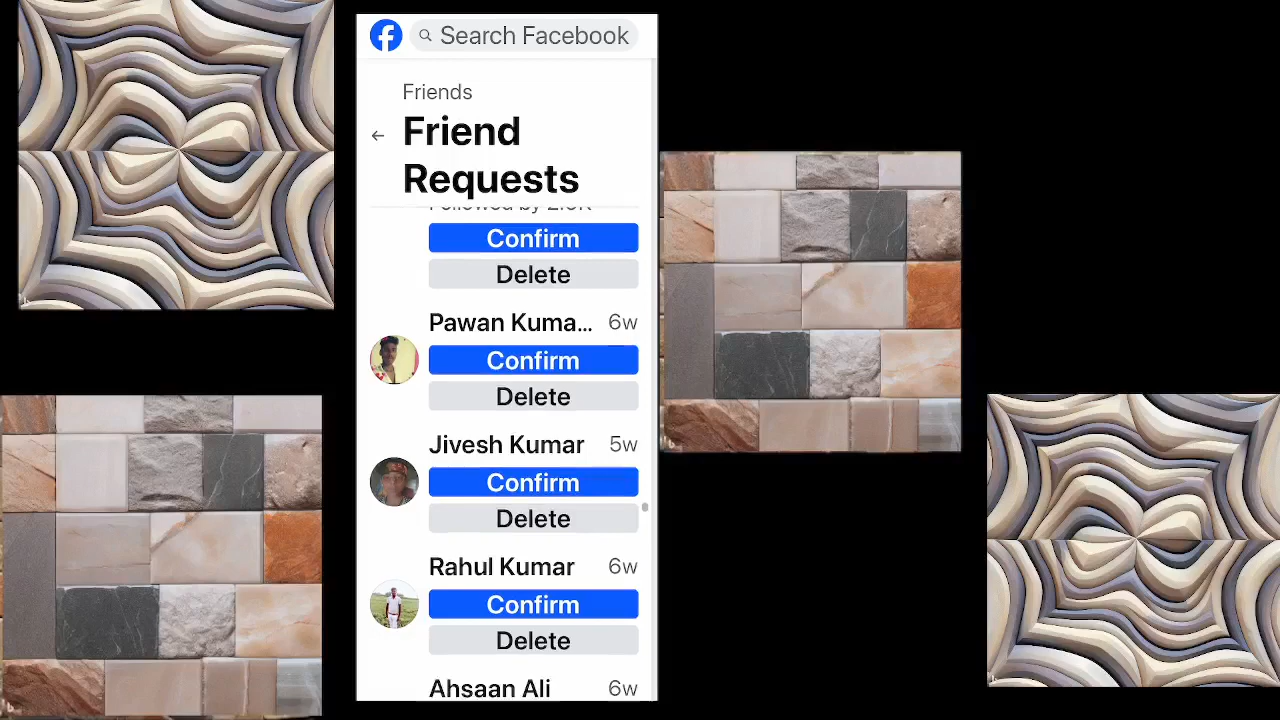 Search Facebook
Friends
Friend
Requests
Confirm
Delete
Pawan Kuma... 6w
Confirm
Delete
Jivesh Kumar 5w
Confirm
Delete
Rahul Kumar 6w
Confirm
Delete
Ahsaan Ali 6w